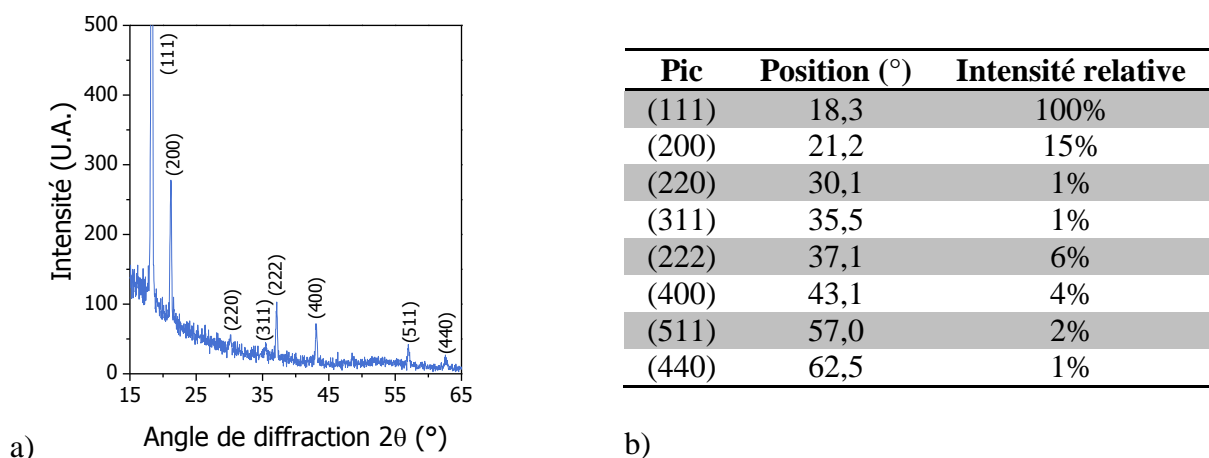 500
400
300
200
100
0
Intensité (U.A.)
(111)
(200)
(220)
(311)
(222)
(400)
(511)
(440)
15 25 35 45 55 65
Angle de diffraction 2θ (°)
a)
Pic Position (°) Intensité relative
(111) 18,3 100%
(200) 21,2 15%
(220) 30,1 1%
(311) 35,5 1%
(222) 37,1 6%
(400) 43,1 4%
(511) 57,0 2%
(440) 62,5 1%
b)